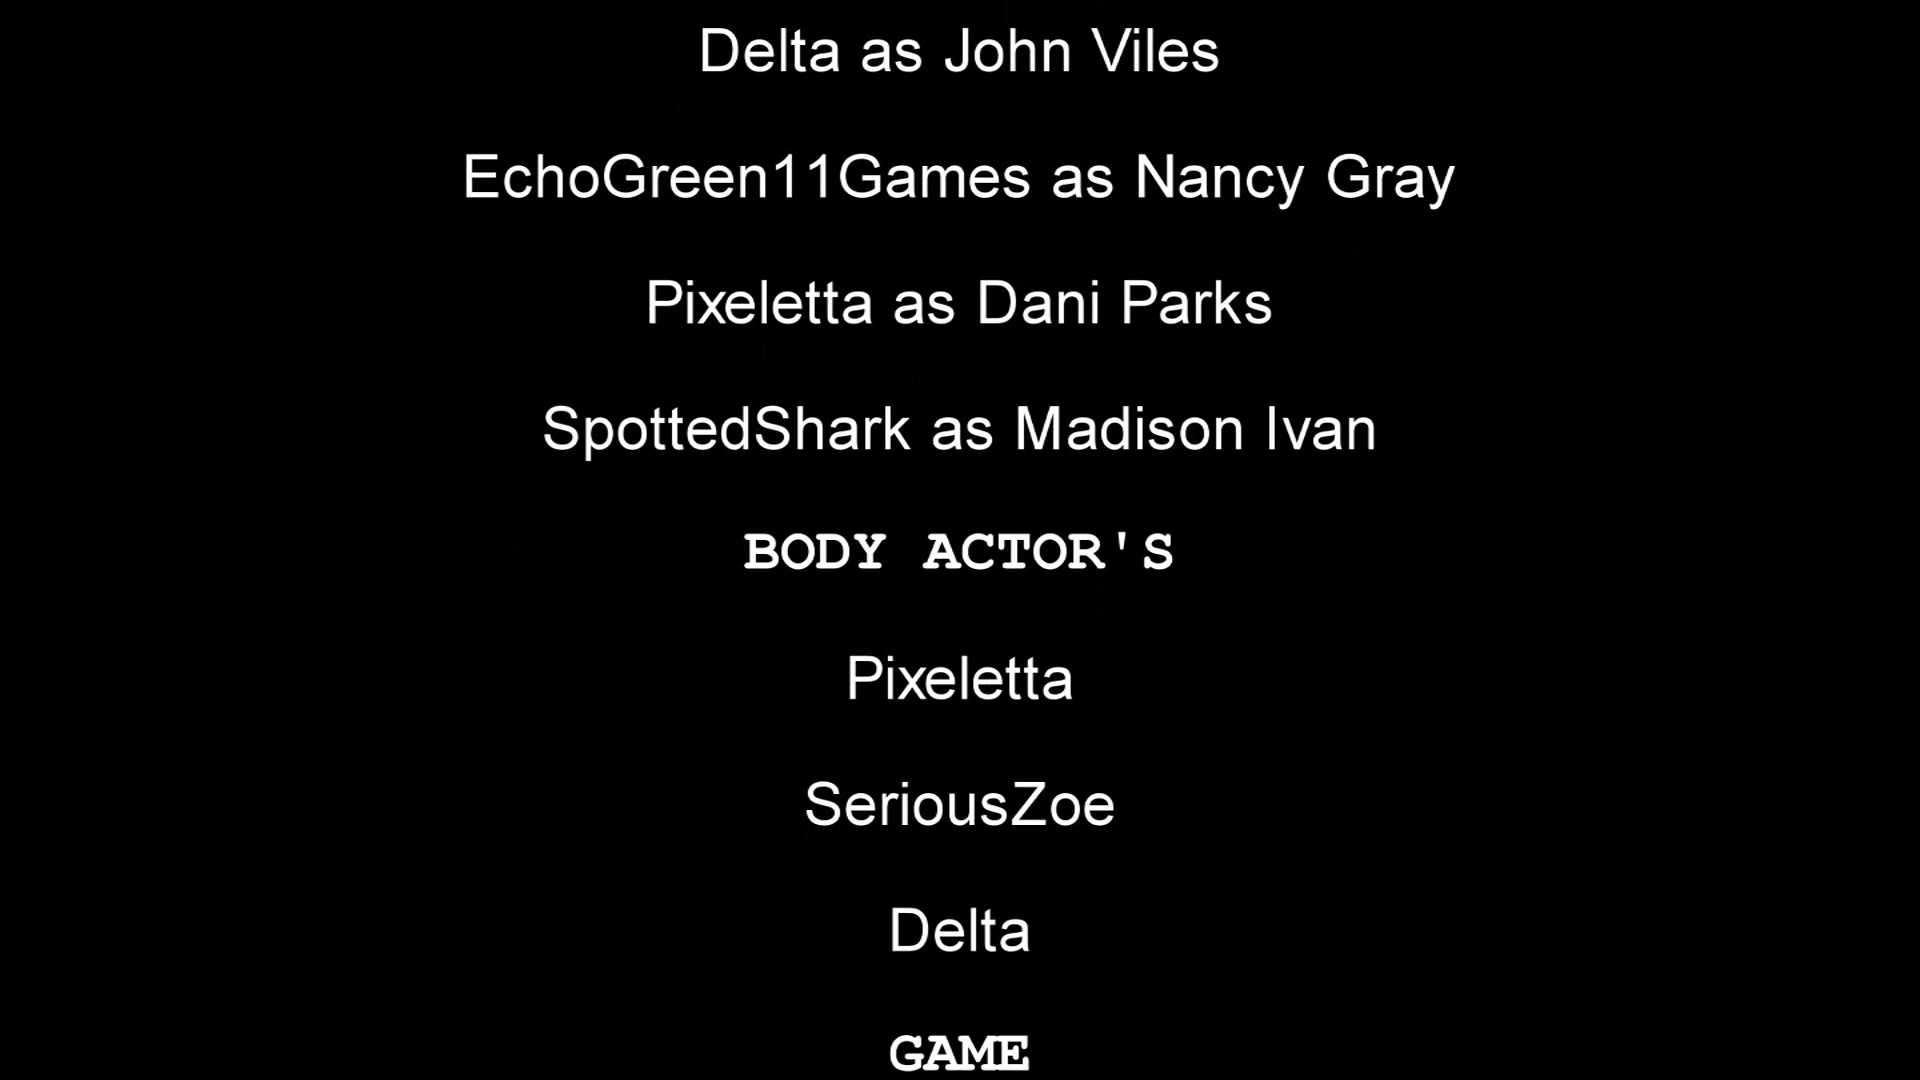 Delta as John Viles
EchoGreen11Games as Nancy Gray
Pixeletta as Dani Parks
SpottedShark as Madison Ivan
BODY ACTOR'S
Pixeletta
SeriousZoe
Delta
GAME